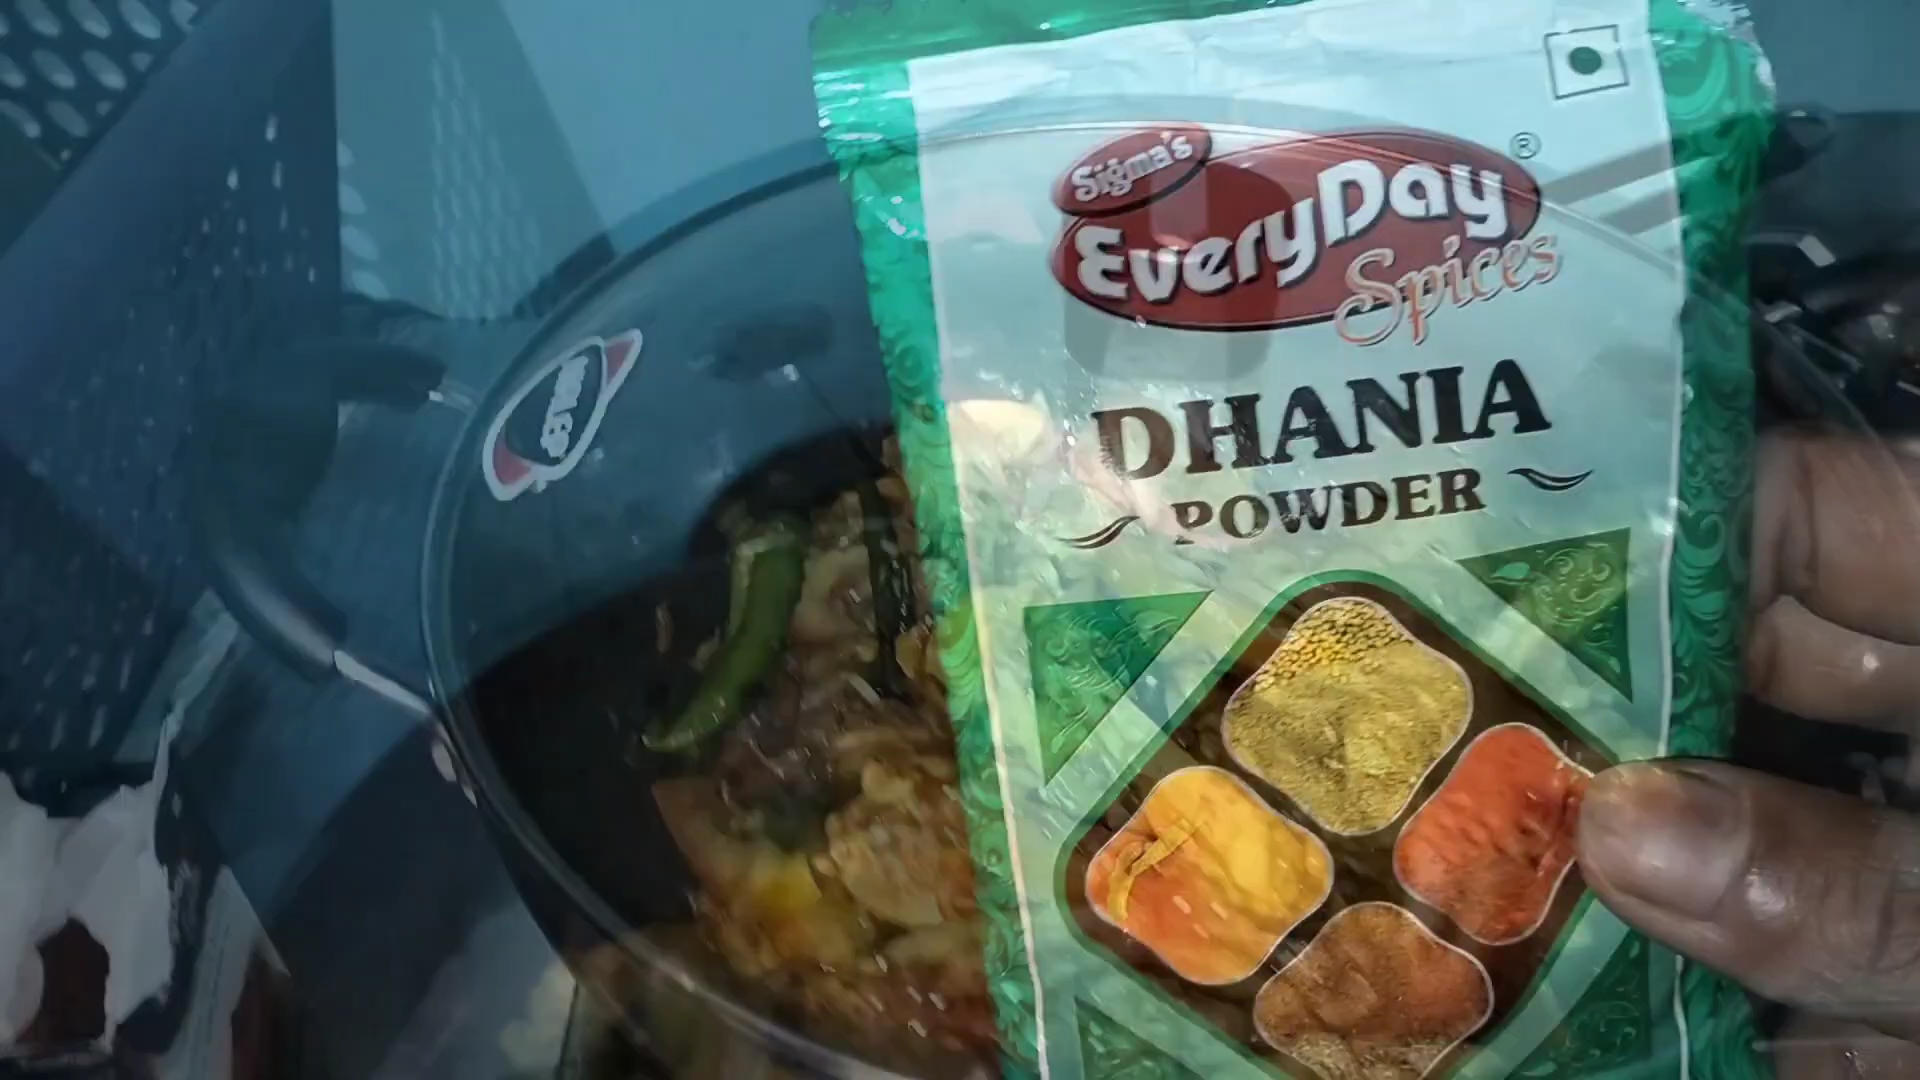 Sigma's
EveryDay ®
Spices
DHANIA
POWDER